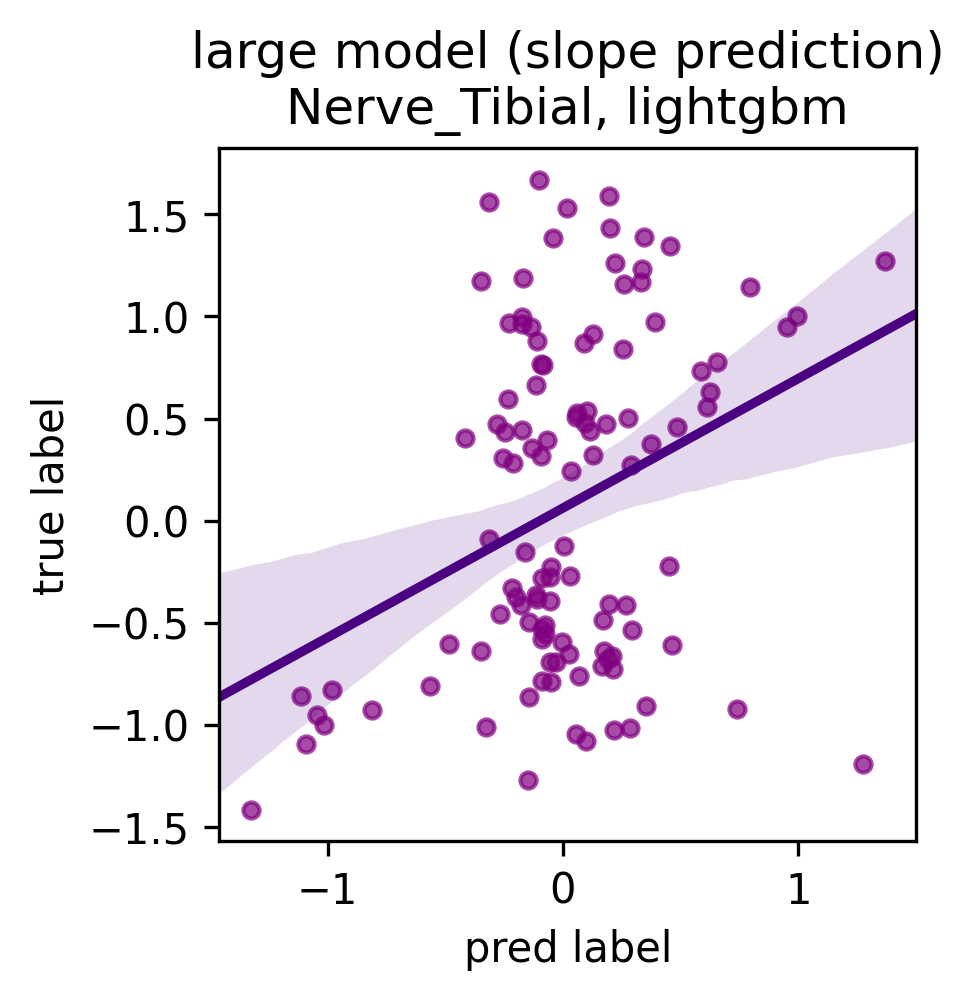 large model (slope prediction)
Nerve_Tibial, lightgbm
1.5
1.0
0.5
0.0
−0.5
−1.0
−1.5
true label
−1
0
1
pred label